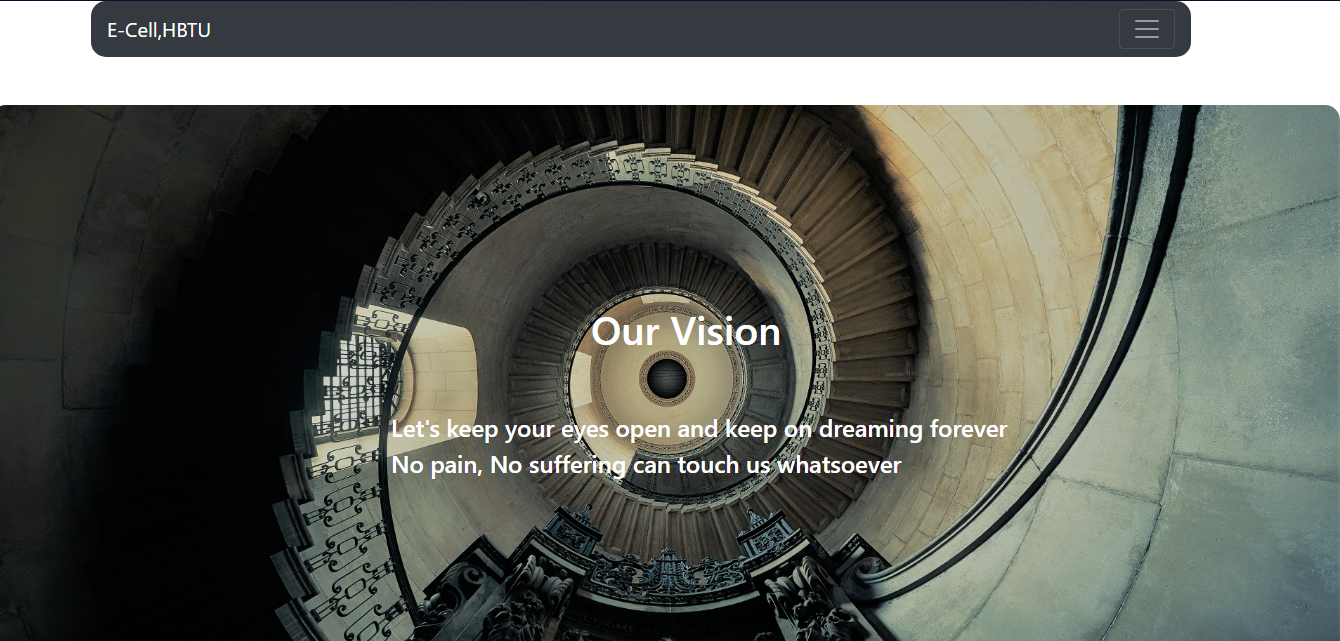 E-Cell,HBTU
Our Vision
Let's keep your eyes open and keep on dreaming forever
No pain, No suffering can touch us whatsoever